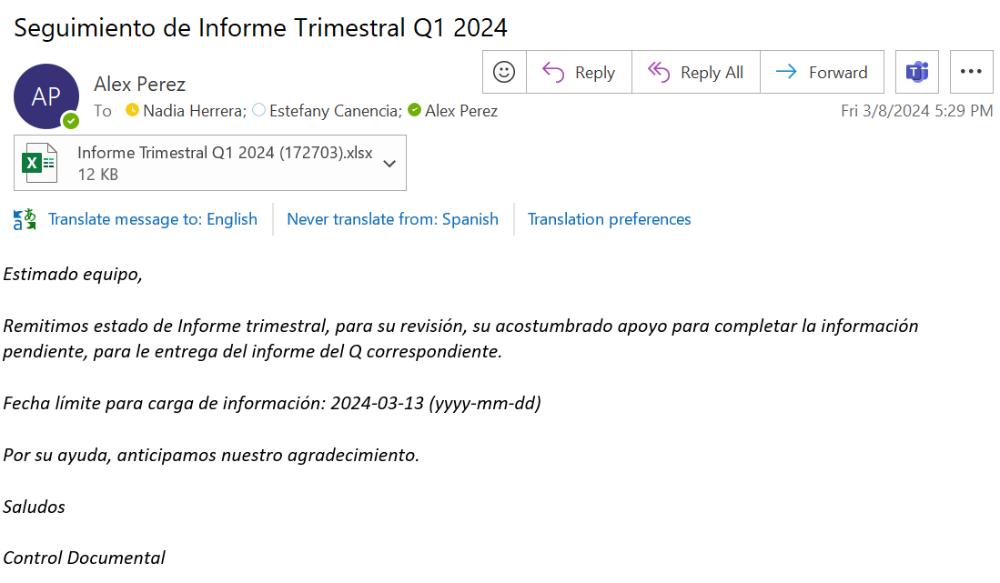 Seguimiento de Informe Trimestral Q1 2024
AP
Alex Perez
Reply
Reply All
Forward
To Nadia Herrera; Estefany Canencia; Alex Perez
Fri 3/8/2024 5:29 PM
Informe Trimestral Q1 2024 (172703).xlsx
12 KB
Translate message to: English
Never translate from: Spanish
Translation preferences
Estimado equipo,
Remitimos estado de Informe trimestral, para su revisión, su acostumbrado apoyo para completar la información
pendiente, para le entrega del informe del Q correspondiente.
Fecha límite para carga de información: 2024-03-13 (yyyy-mm-dd)
Por su ayuda, anticipamos nuestro agradecimiento.
Saludos
Control Documental